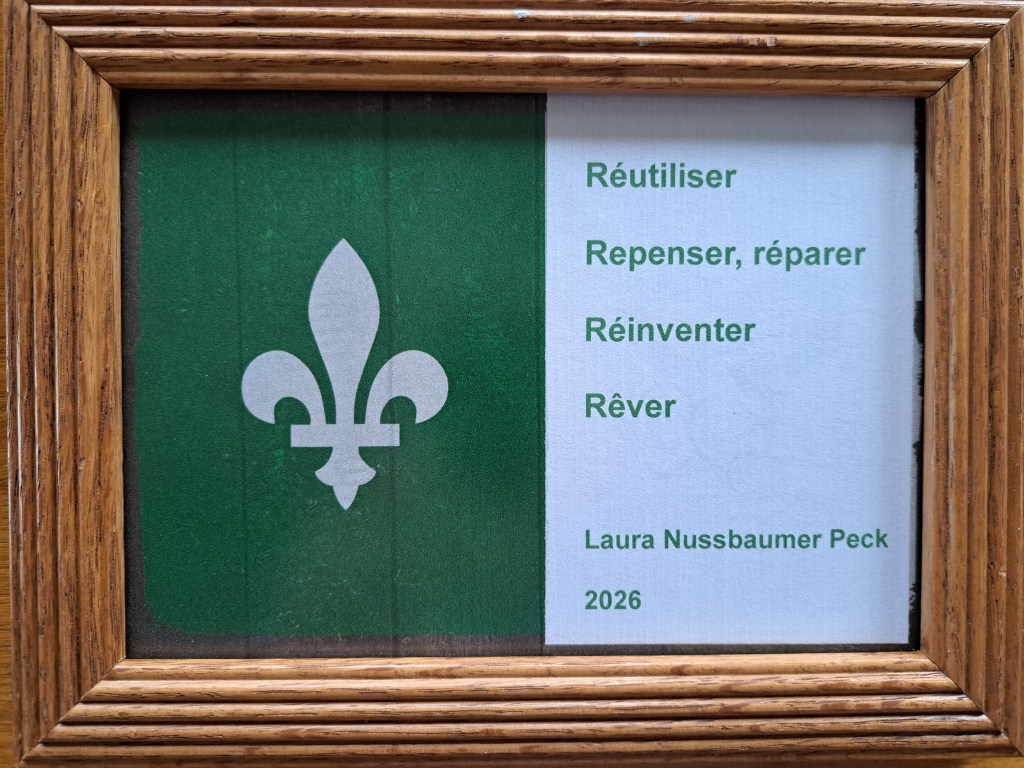 Réutiliser
Repenser, réparer
Réinventer
Rêver
Laura Nussbaumer Peck
2026